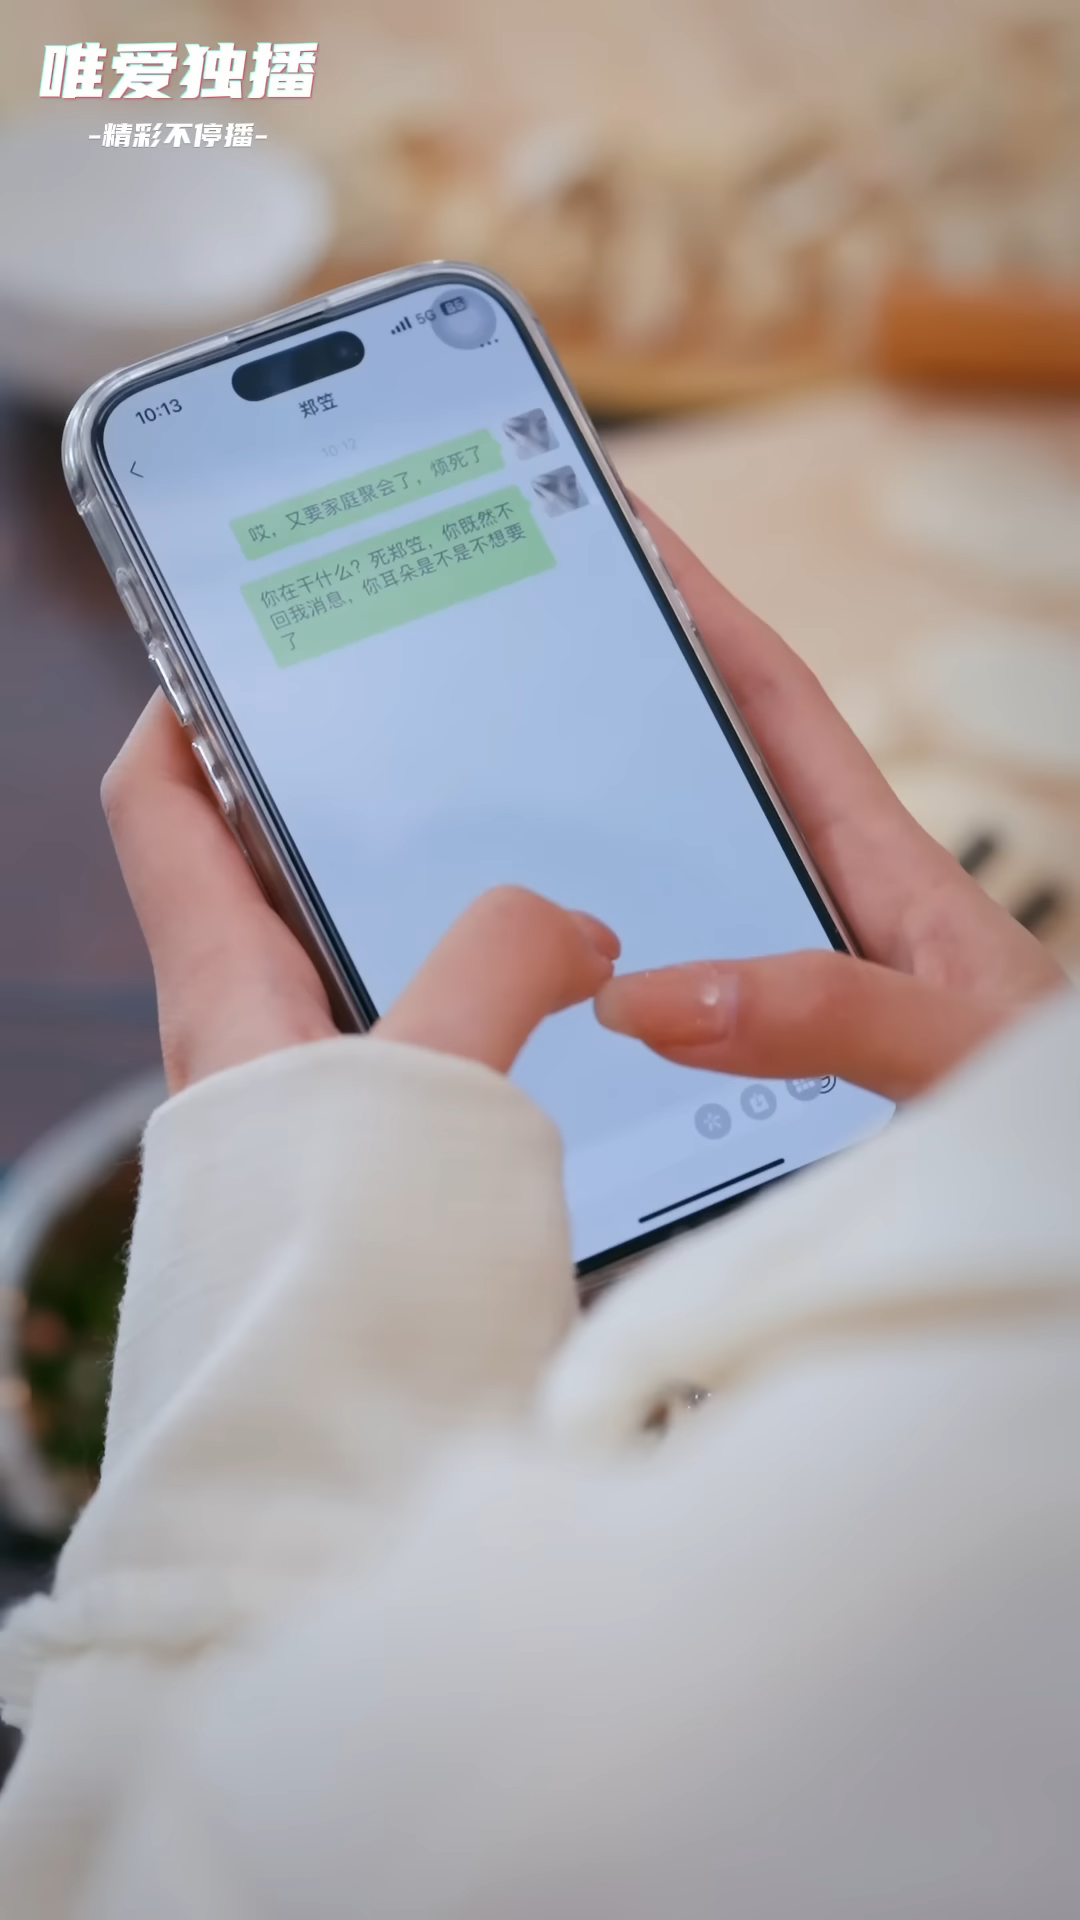 唯爱独播
-精彩不停播-
5G 85
10:13
郑笠
10:12
哎，又要家庭聚会了，烦死了
你在干什么？死郑笠，你既然不
回我消息，你耳朵是不是不想要
了